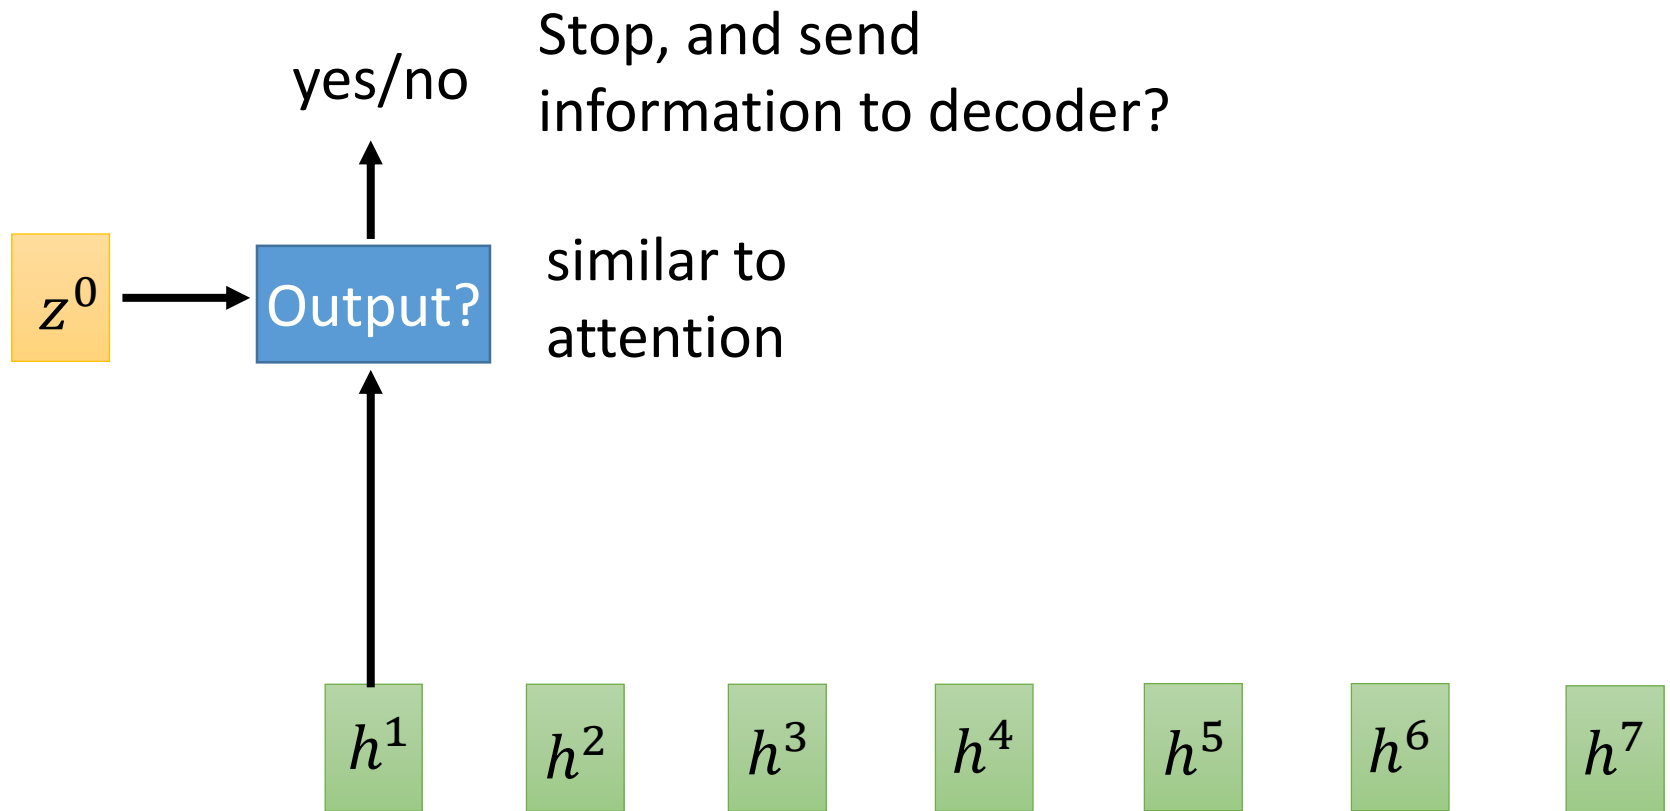 Stop, and send
yes/no
information to decoder?
similar to
z⁰
Output?
attention
h¹ h² h³ h⁴ h⁵ h⁶ h⁷